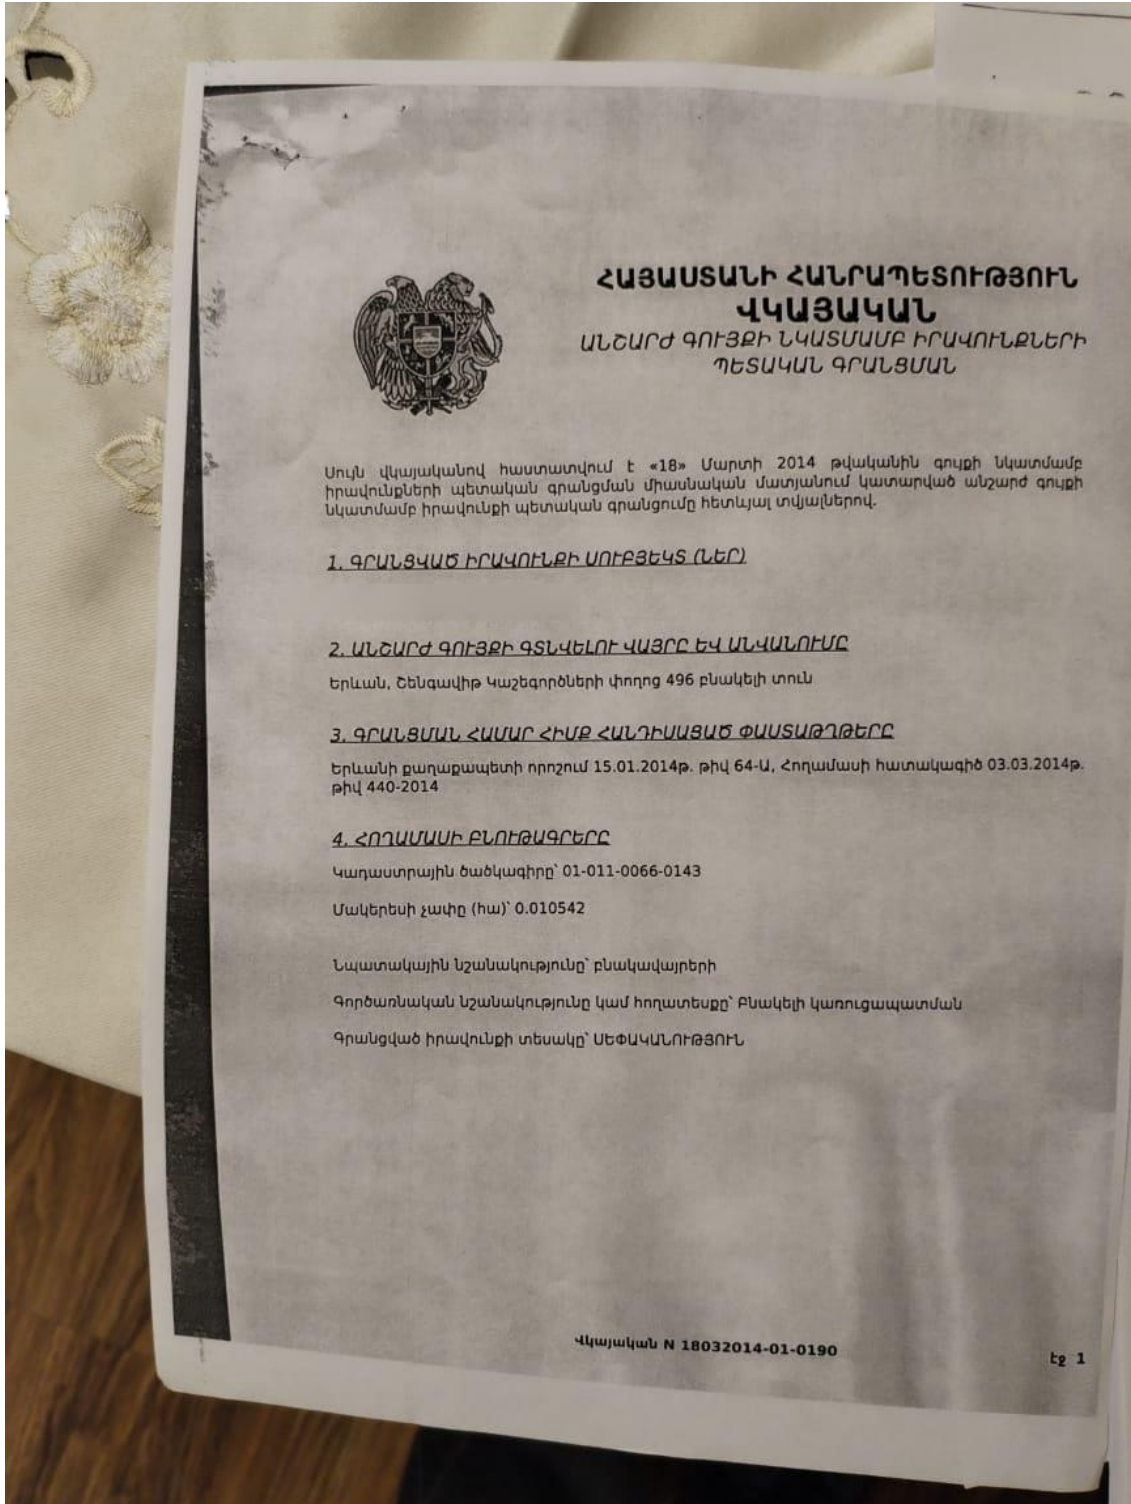 ՀԱՅԱՍՏԱՆԻ ՀԱՆՐԱՊԵՏՈՒԹՅՈՒՆ
ՎԿԱՅԱԿԱՆ
ԱՆՇԱՐԺ ԳՈՒՅՔԻ ՆԿԱՏՄԱՄԲ ԻՐԱՎՈՒՆՔՆԵՐԻ
ՊԵՏԱԿԱՆ ԳՐԱՆՑՄԱՆ
Սույն վկայականով հաստատվում է «18» Մարտի 2014 թվականին գույքի նկատմամբ
իրավունքների պետական գրանցման միասնական մատյանում կատարված անշարժ գույքի
նկատմամբ իրավունքի պետական գրանցումը հետևյալ տվյալներով.
1. ԳՐԱՆՑՎԱԾ ԻՐԱՎՈՒՆՔԻ ՍՈՒԲՅԵԿՏ (ՆԵՐ)
2. ԱՆՇԱՐԺ ԳՈՒՅՔԻ ԳՏՆՎԵԼՈՒ ՎԱՅՐԸ ԵՎ ԱՆՎԱՆՈՒՄԸ
Երևան, Շենգավիթ Կաշեգործների փողոց 496 բնակելի տուն
3. ԳՐԱՆՑՄԱՆ ՀԱՄԱՐ ՀԻՄՔ ՀԱՆԴԻՍԱՑԱԾ ՓԱՍՏԱԹՂԹԵՐԸ
Երևանի քաղաքապետի որոշում 15.01.2014թ. թիվ 64-Ա, Հողամասի հատակագիծ 03.03.2014թ.
թիվ 440-2014
4. ՀՈՂԱՄԱՍԻ ԲՆՈՒԹԱԳՐԵՐԸ
Կադաստրային ծածկագիրը՝ 01-011-0066-0143
Մակերեսի չափը (հա)՝ 0.010542
Նպատակային նշանակությունը՝ բնակավայրերի
Գործառնական նշանակությունը կամ հողատեսքը՝ Բնակելի կառուցապատման
Գրանցված իրավունքի տեսակը՝ ՍԵՓԱԿԱՆՈՒԹՅՈՒՆ
Վկայական N 18032014-01-0190
էջ 1